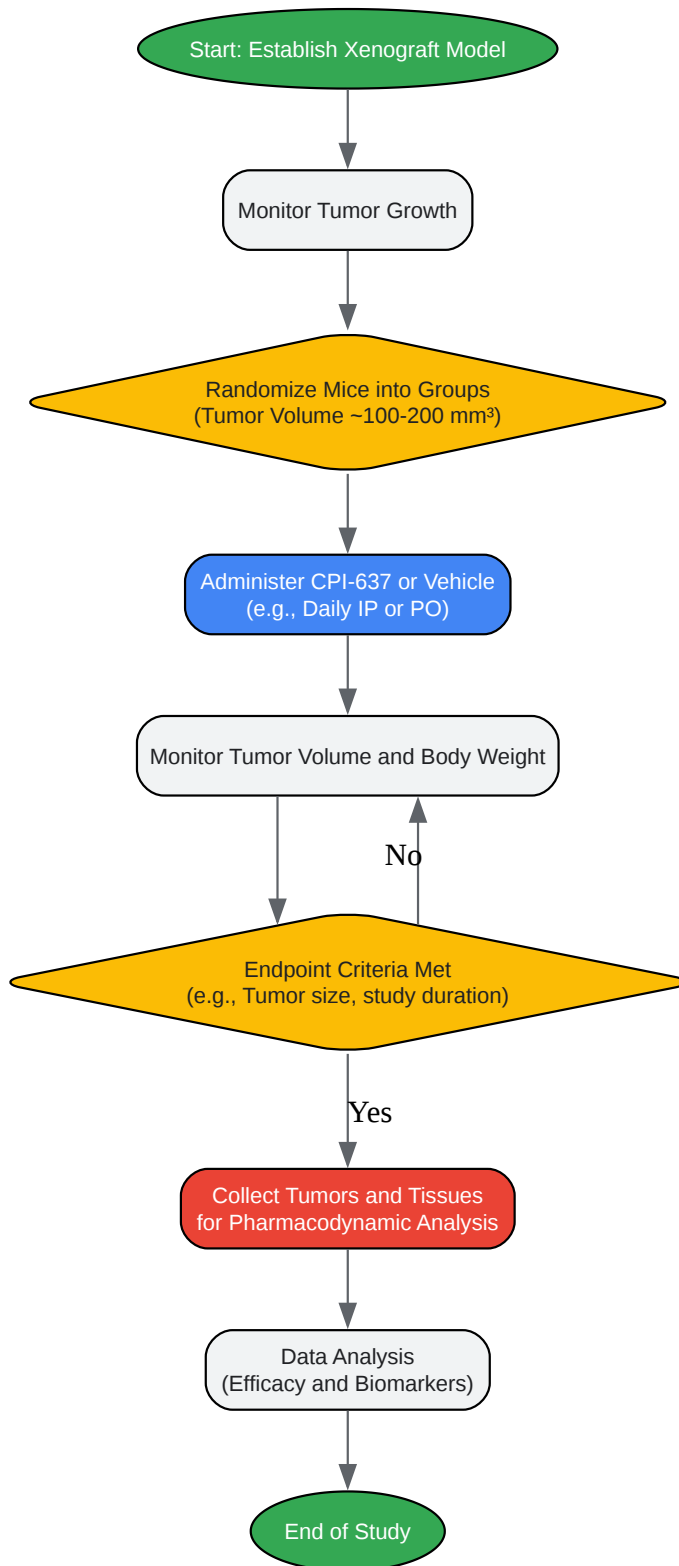 Start: Establish Xenograft Model
Monitor Tumor Growth
Randomize Mice into Groups
(Tumor Volume ~100-200 mm³)
Administer CPI-637 or Vehicle
(e.g., Daily IP or PO)
Monitor Tumor Volume and Body Weight
No
Endpoint Criteria Met
(e.g., Tumor size, study duration)
Yes
Collect Tumors and Tissues
for Pharmacodynamic Analysis
Data Analysis
(Efficacy and Biomarkers)
End of Study